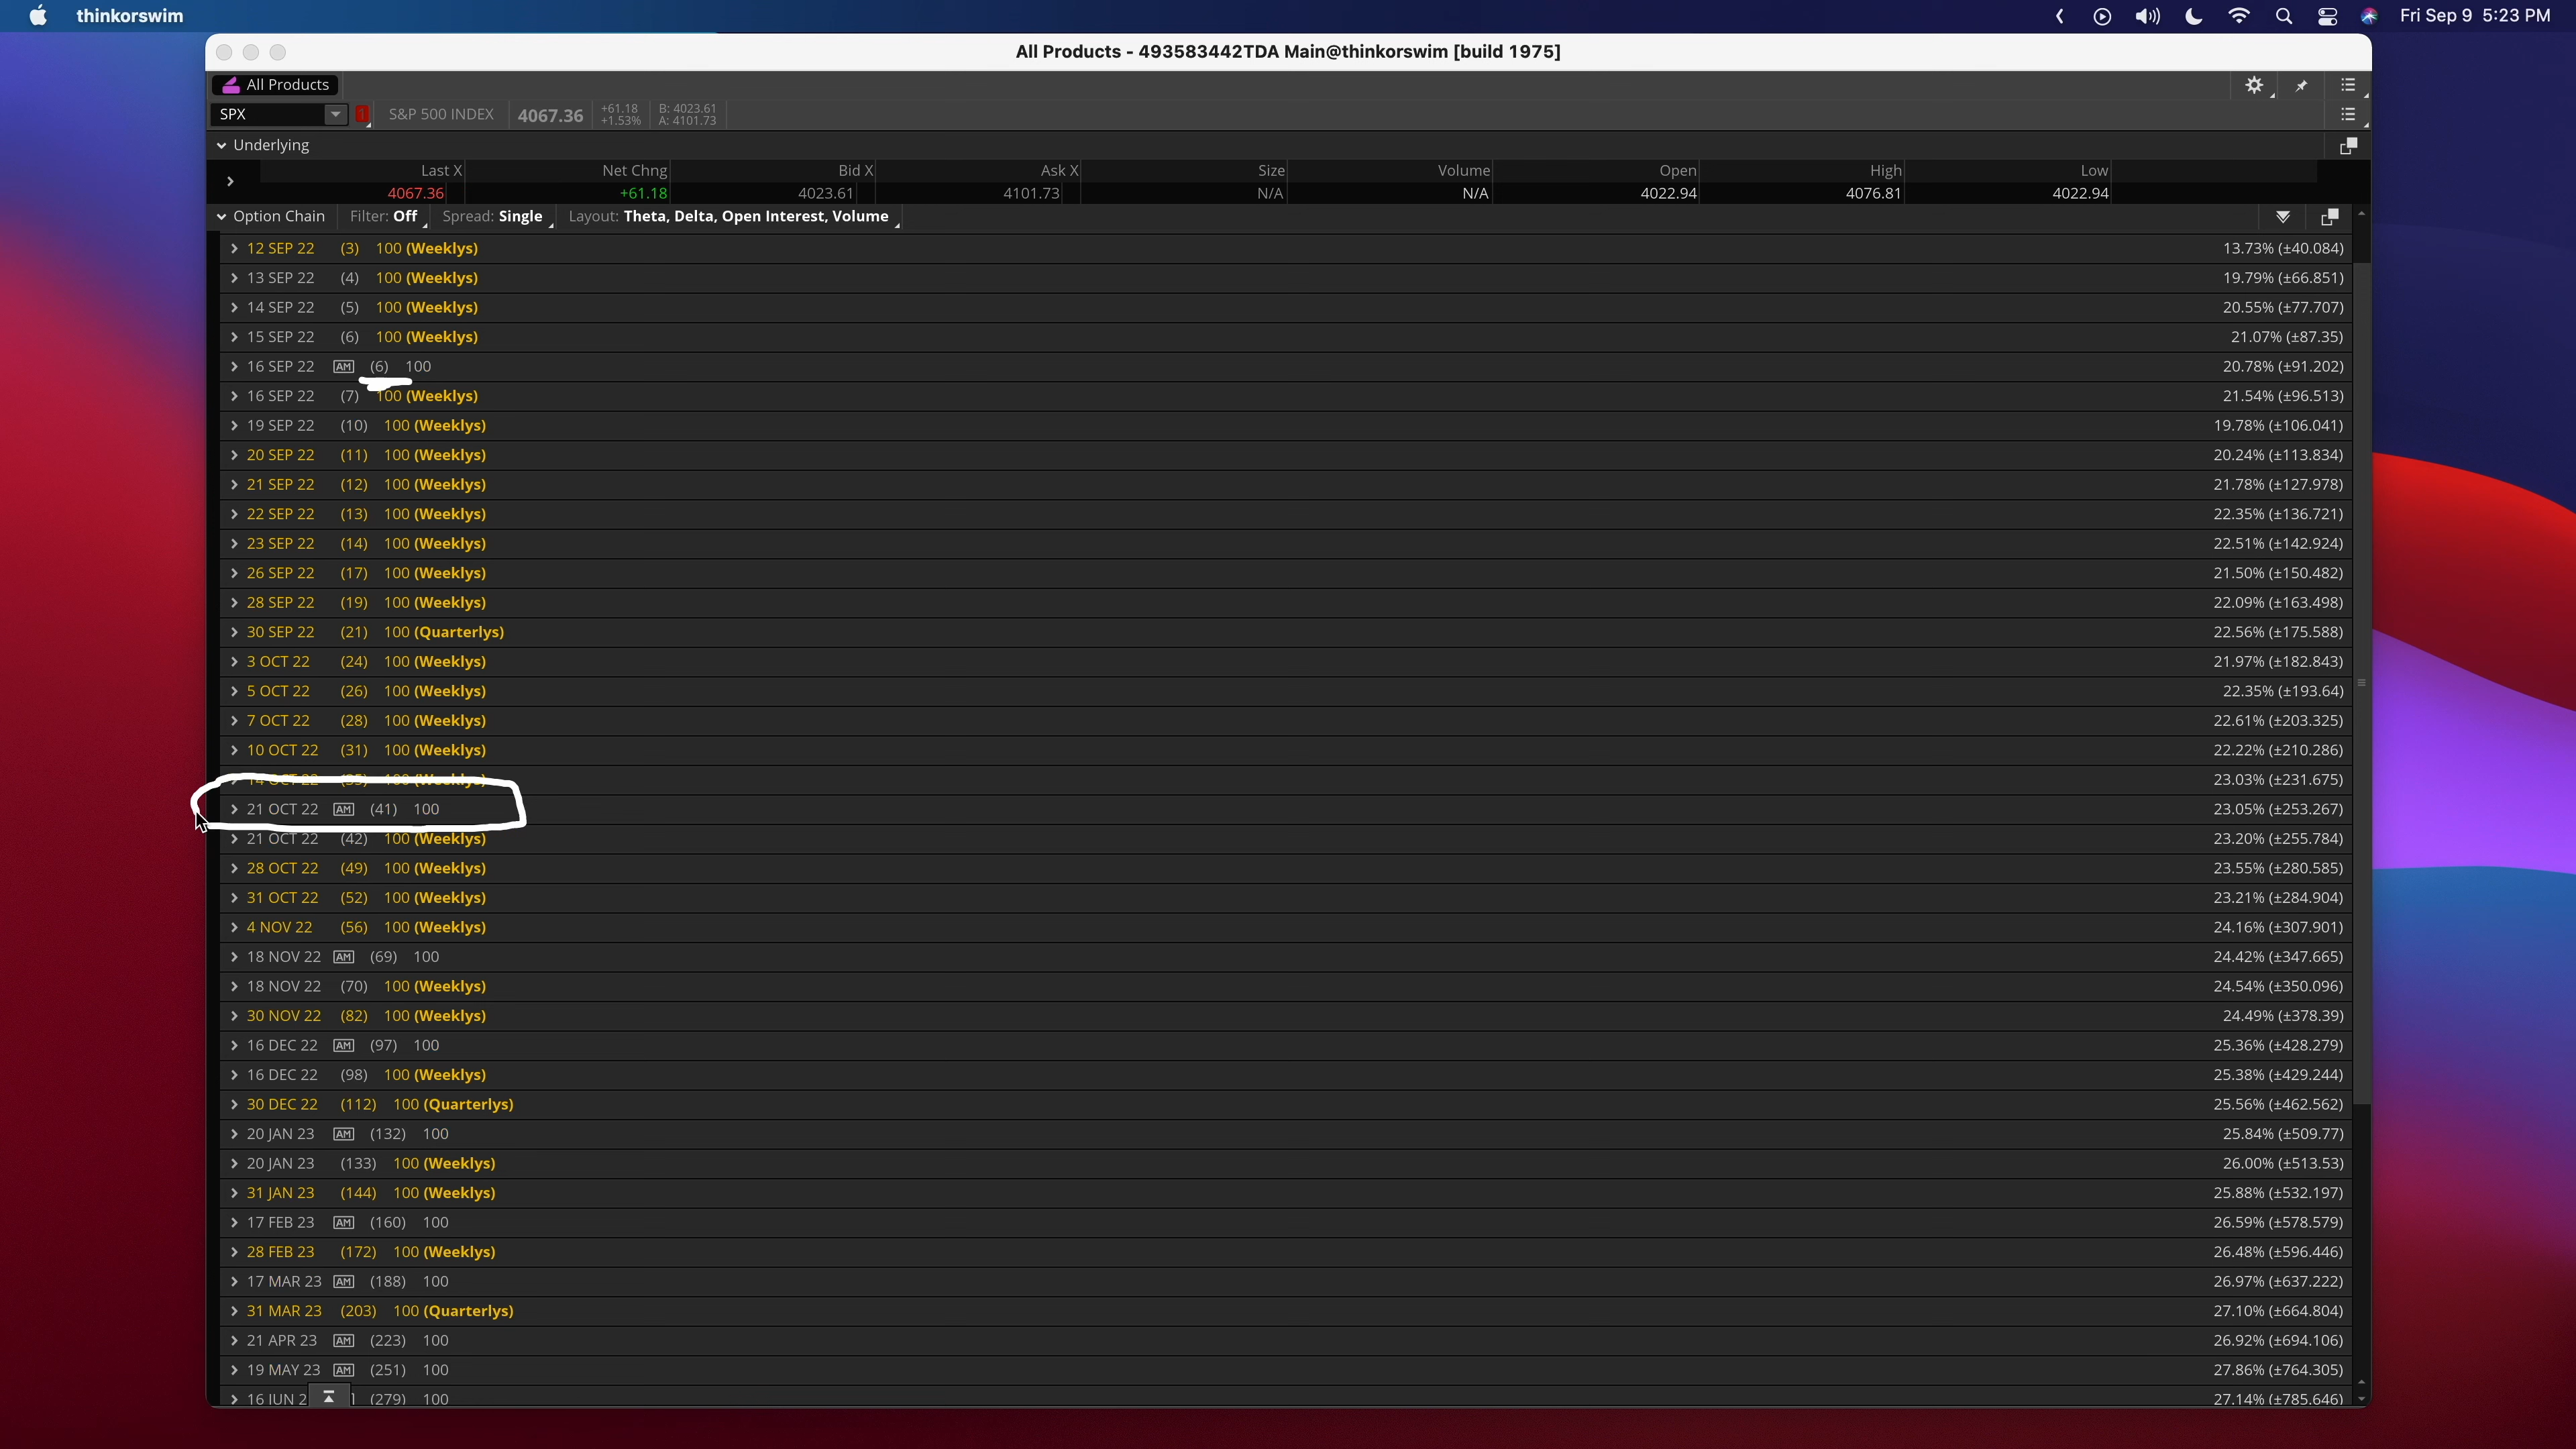 thinkorswim Fri Sep 9 5:23 PM
All Products - 493583442TDA Main@thinkorswim [build 1975]
All Products
SPX 1 S&P 500 INDEX 4067.36 +61.18 +1.53% B: 4023.61 A: 4101.73
Underlying
Last X Net Chng Bid X Ask X Size Volume Open High Low
4067.36 +61.18 4023.61 4101.73 N/A N/A 4022.94 4076.81 4022.94
Option Chain Filter: Off Spread: Single Layout: Theta, Delta, Open Interest, Volume
12 SEP 22 (3) 100 (Weeklys) 13.73% (±40.084)
13 SEP 22 (4) 100 (Weeklys) 19.79% (±66.851)
14 SEP 22 (5) 100 (Weeklys) 20.55% (±77.707)
15 SEP 22 (6) 100 (Weeklys) 21.07% (±87.35)
16 SEP 22 AM (6) 100 20.78% (±91.202)
16 SEP 22 (7) 100 (Weeklys) 21.54% (±96.513)
19 SEP 22 (10) 100 (Weeklys) 19.78% (±106.041)
20 SEP 22 (11) 100 (Weeklys) 20.24% (±113.834)
21 SEP 22 (12) 100 (Weeklys) 21.78% (±127.978)
22 SEP 22 (13) 100 (Weeklys) 22.35% (±136.721)
23 SEP 22 (14) 100 (Weeklys) 22.51% (±142.924)
26 SEP 22 (17) 100 (Weeklys) 21.50% (±150.482)
28 SEP 22 (19) 100 (Weeklys) 22.09% (±163.498)
30 SEP 22 (21) 100 (Quarterlys) 22.56% (±175.588)
3 OCT 22 (24) 100 (Weeklys) 21.97% (±182.843)
5 OCT 22 (26) 100 (Weeklys) 22.35% (±193.64)
7 OCT 22 (28) 100 (Weeklys) 22.61% (±203.325)
10 OCT 22 (31) 100 (Weeklys) 22.22% (±210.286)
14 OCT 22 (35) 100 (Weeklys) 23.03% (±231.675)
21 OCT 22 AM (41) 100 23.05% (±253.267)
21 OCT 22 (42) 100 (Weeklys) 23.20% (±255.784)
28 OCT 22 (49) 100 (Weeklys) 23.55% (±280.585)
31 OCT 22 (52) 100 (Weeklys) 23.21% (±284.904)
4 NOV 22 (56) 100 (Weeklys) 24.16% (±307.901)
18 NOV 22 AM (69) 100 24.42% (±347.665)
18 NOV 22 (70) 100 (Weeklys) 24.54% (±350.096)
30 NOV 22 (82) 100 (Weeklys) 24.49% (±378.39)
16 DEC 22 AM (97) 100 25.36% (±428.279)
16 DEC 22 (98) 100 (Weeklys) 25.38% (±429.244)
30 DEC 22 (112) 100 (Quarterlys) 25.56% (±462.562)
20 JAN 23 AM (132) 100 25.84% (±509.77)
20 JAN 23 (133) 100 (Weeklys) 26.00% (±513.53)
31 JAN 23 (144) 100 (Weeklys) 25.88% (±532.197)
17 FEB 23 AM (160) 100 26.59% (±578.579)
28 FEB 23 (172) 100 (Weeklys) 26.48% (±596.446)
17 MAR 23 AM (188) 100 26.97% (±637.222)
31 MAR 23 (203) 100 (Quarterlys) 27.10% (±664.804)
21 APR 23 AM (223) 100 26.92% (±694.106)
19 MAY 23 AM (251) 100 27.86% (±764.305)
16 JUN 2 (279) 100 27.14% (±785.646)